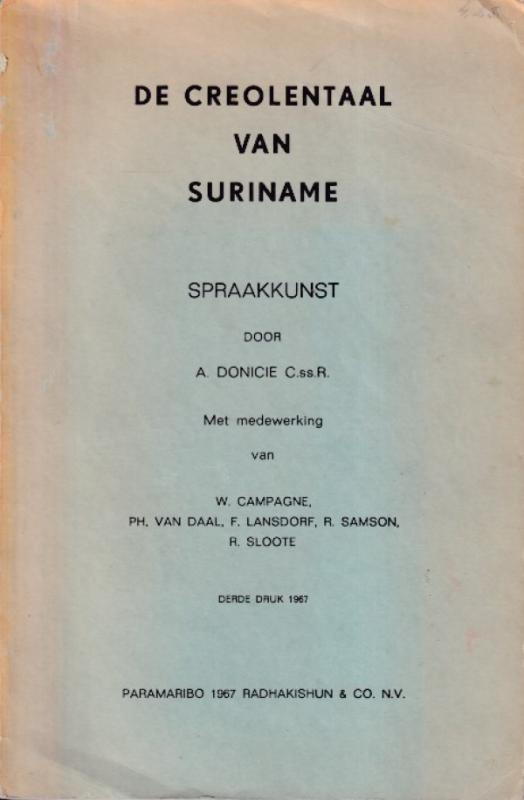 DE CREOLENTAAL
VAN
SURINAME
SPRAAKKUNST
DOOR
A. DONICIE C.ss.R.
Met medewerking
van
W. CAMPAGNE,
PH. VAN DAAL, F. LANSDORF, R. SAMSON,
R. SLOOTE
DERDE DRUK 1967
PARAMARIBO 1967 RADHAKISHUN & CO. N.V.